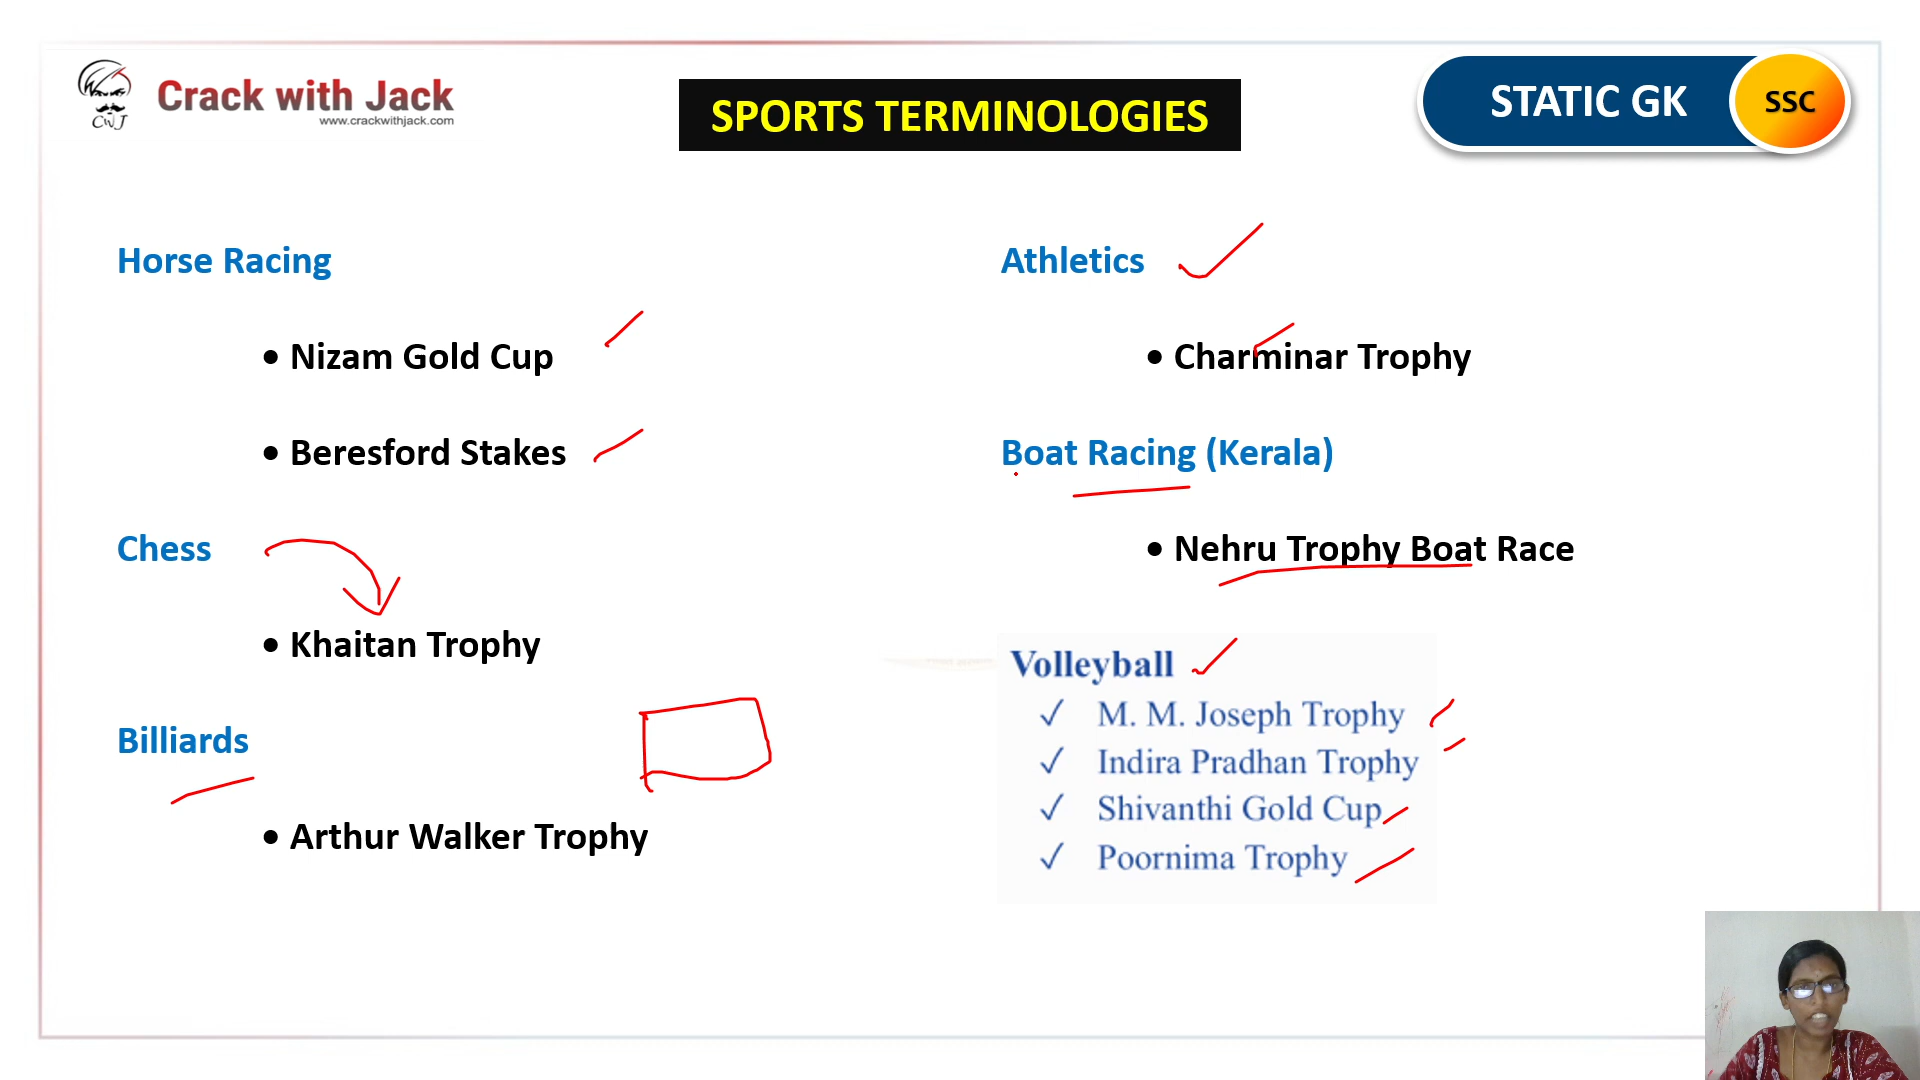 CWJ
Crack with Jack
www.crackwithjack.com
SPORTS TERMINOLOGIES
STATIC GK
SSC
Horse Racing
• Nizam Gold Cup
• Beresford Stakes
Chess
• Khaitan Trophy
Billiards
• Arthur Walker Trophy
Athletics
• Charminar Trophy
Boat Racing (Kerala)
• Nehru Trophy Boat Race
Volleyball
✓ M. M. Joseph Trophy
✓ Indira Pradhan Trophy
✓ Shivanthi Gold Cup
✓ Poornima Trophy